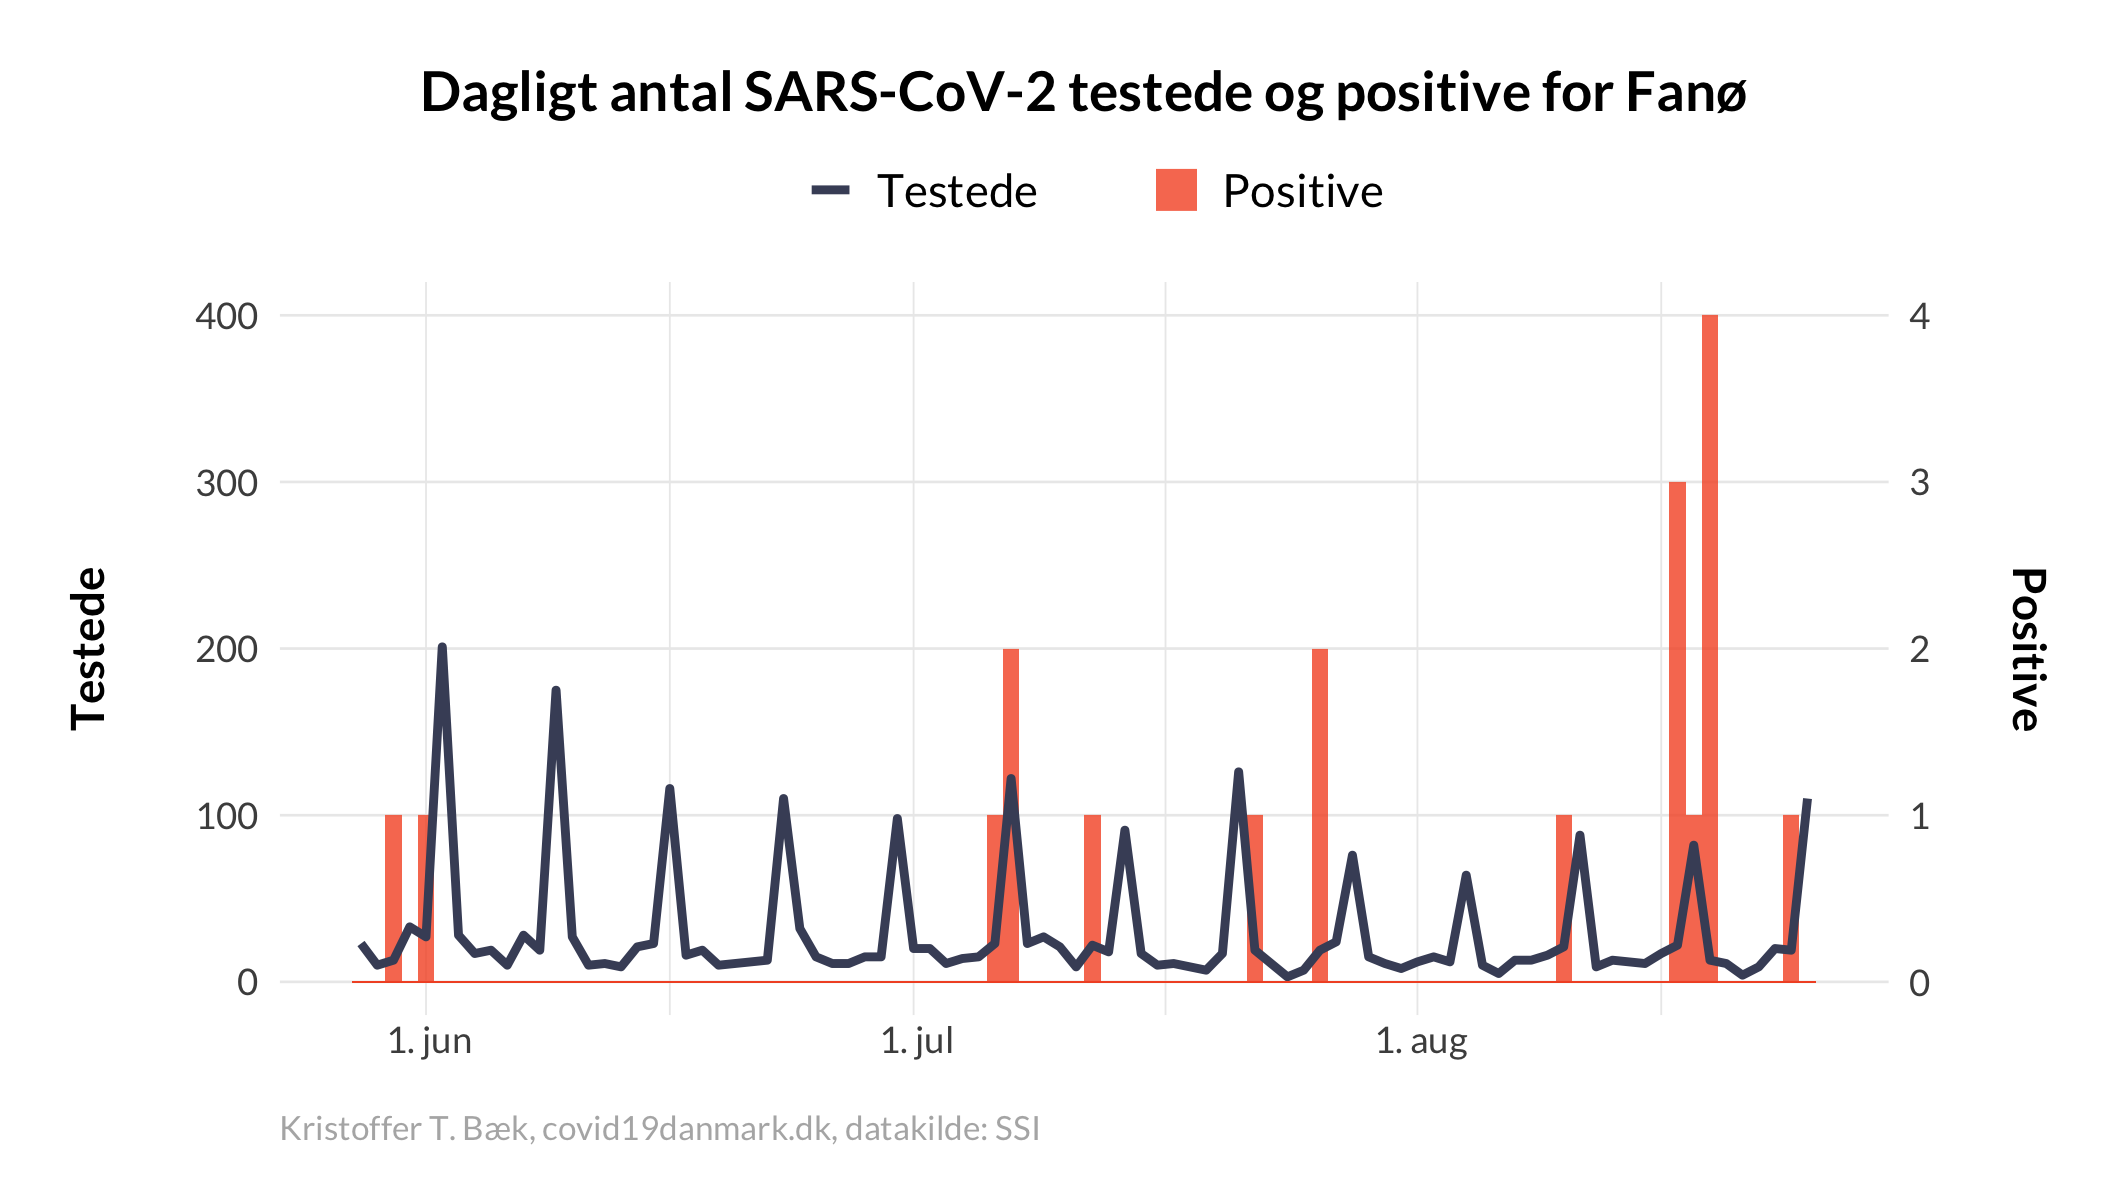 Dagligt antal SARS-CoV-2 testede og positive for Fanø
Testede
Positive
400
300
200
100
0
4
3
2
1
0
Testede
Positive
1. jun
1. jul
1. aug
Kristoffer T. Bæk, covid19danmark.dk, datakilde: SSI